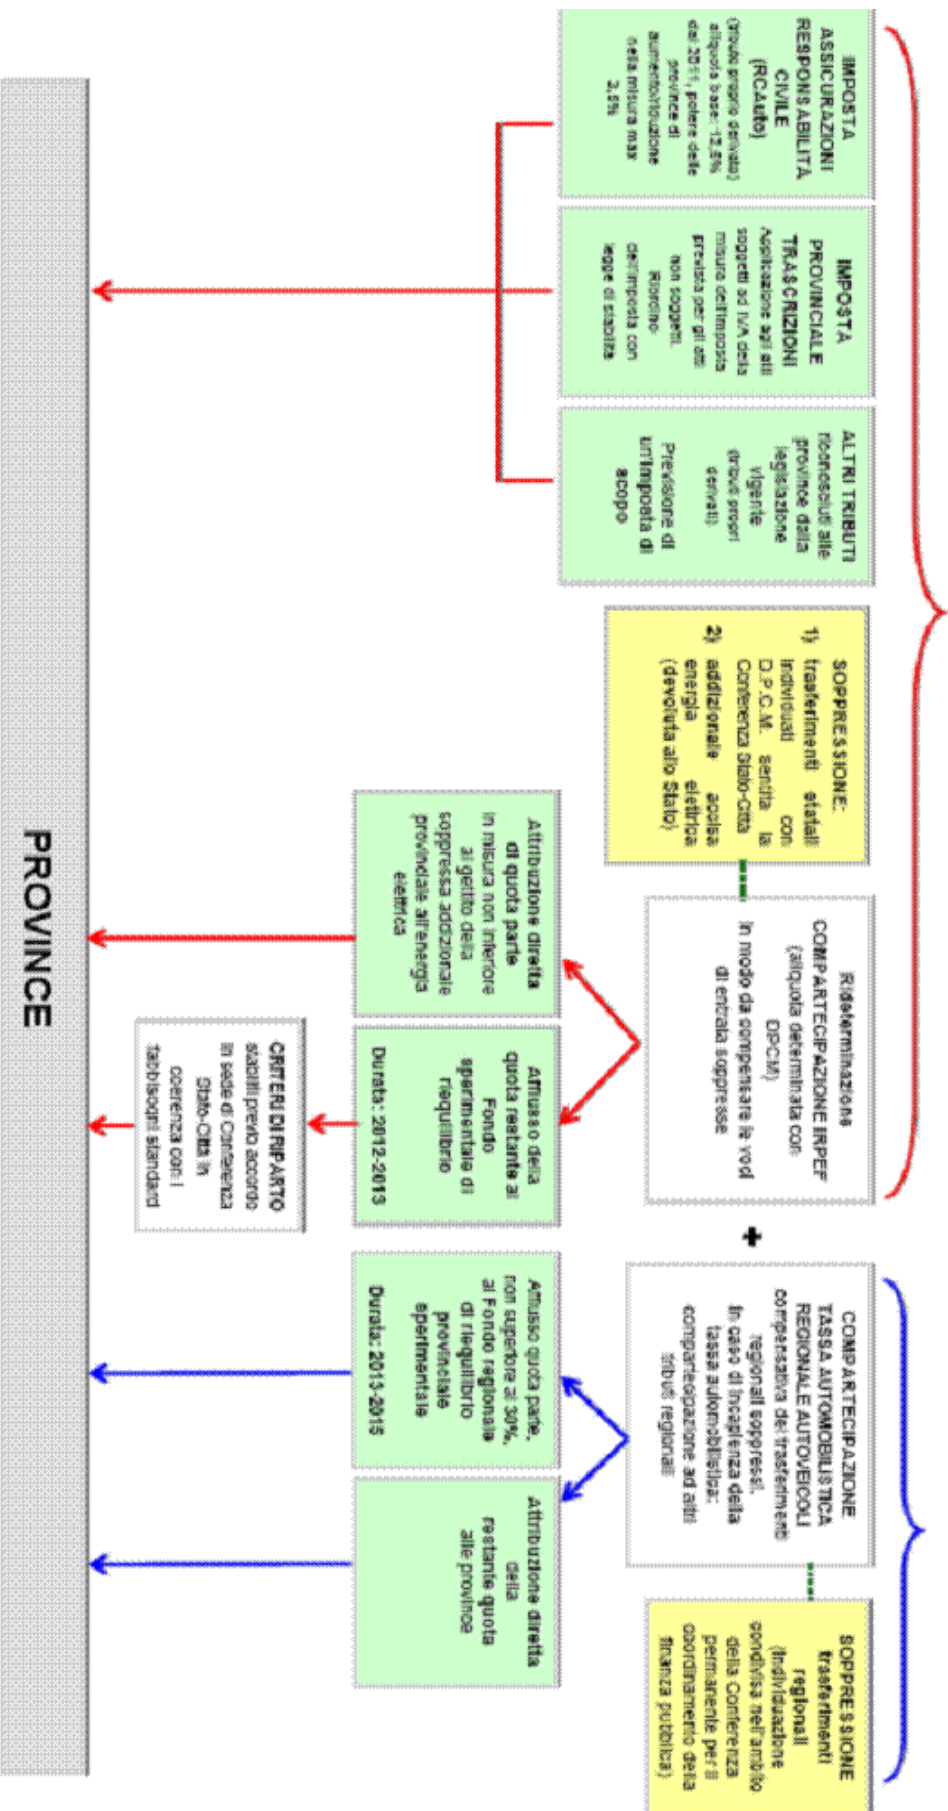 IMPOSTA
ASSICURAZIONI
RESPONSABILITÀ
CIVILE
(RCAuto)
(tributo proprio derivato)
aliquota base: 12,5%
dal 2011, potere delle
province di
aumento/riduzione
nella misura max
3,5%
IMPOSTA
PROVINCIALE
TRASCRIZIONI
Applicazione agli atti
soggetti ad IVA della
misura dell'imposta
prevista per gli atti
non soggetti.
Riordino
dell'imposta con
legge di stabilità
ALTRI TRIBUTI
riconosciuti alle
province dalla
legislazione
vigente
(tributi propri
derivati)
Previsione di
un'imposta di
scopo
SOPPRESSIONE:
1) trasferimenti statali
individuati con
D.P.C.M. sentita la
Conferenza Stato-Città
2) addizionale accisa
energia elettrica
(devoluta allo Stato)
Rideterminazione
COMPARTECIPAZIONE IRPEF
(aliquota determinata con
DPCM)
in modo da compensare le voci
di entrata soppresse
+
COMPARTECIPAZIONE
TASSA AUTOMOBILISTICA
REGIONALE AUTOVEICOLI
compensativa dei trasferimenti
regionali soppressi.
In caso di incapienza della
tassa automobilistica:
compartecipazione ad altri
tributi regionali
SOPPRESSIONE
trasferimenti
regionali
(individuazione
condivisa nell'ambito
della Conferenza
permanente per il
coordinamento della
finanza pubblica)
Attribuzione diretta
di quota parte
in misura non inferiore
al gettito della
soppressa addizionale
provinciale all'energia
elettrica
Afflusso della
quota restante al
Fondo
sperimentale di
riequilibrio
Durata: 2012-2013
Afflusso quota parte,
non superiore al 30%,
al Fondo regionale
di riequilibrio
provinciale
sperimentale
Durata: 2013-2015
Attribuzione diretta
della
restante quota
alle province
CRITERI DI RIPARTO
stabiliti previo accordo
in sede di Conferenza
Stato-Città in
coerenza con i
fabbisogni standard
PROVINCE